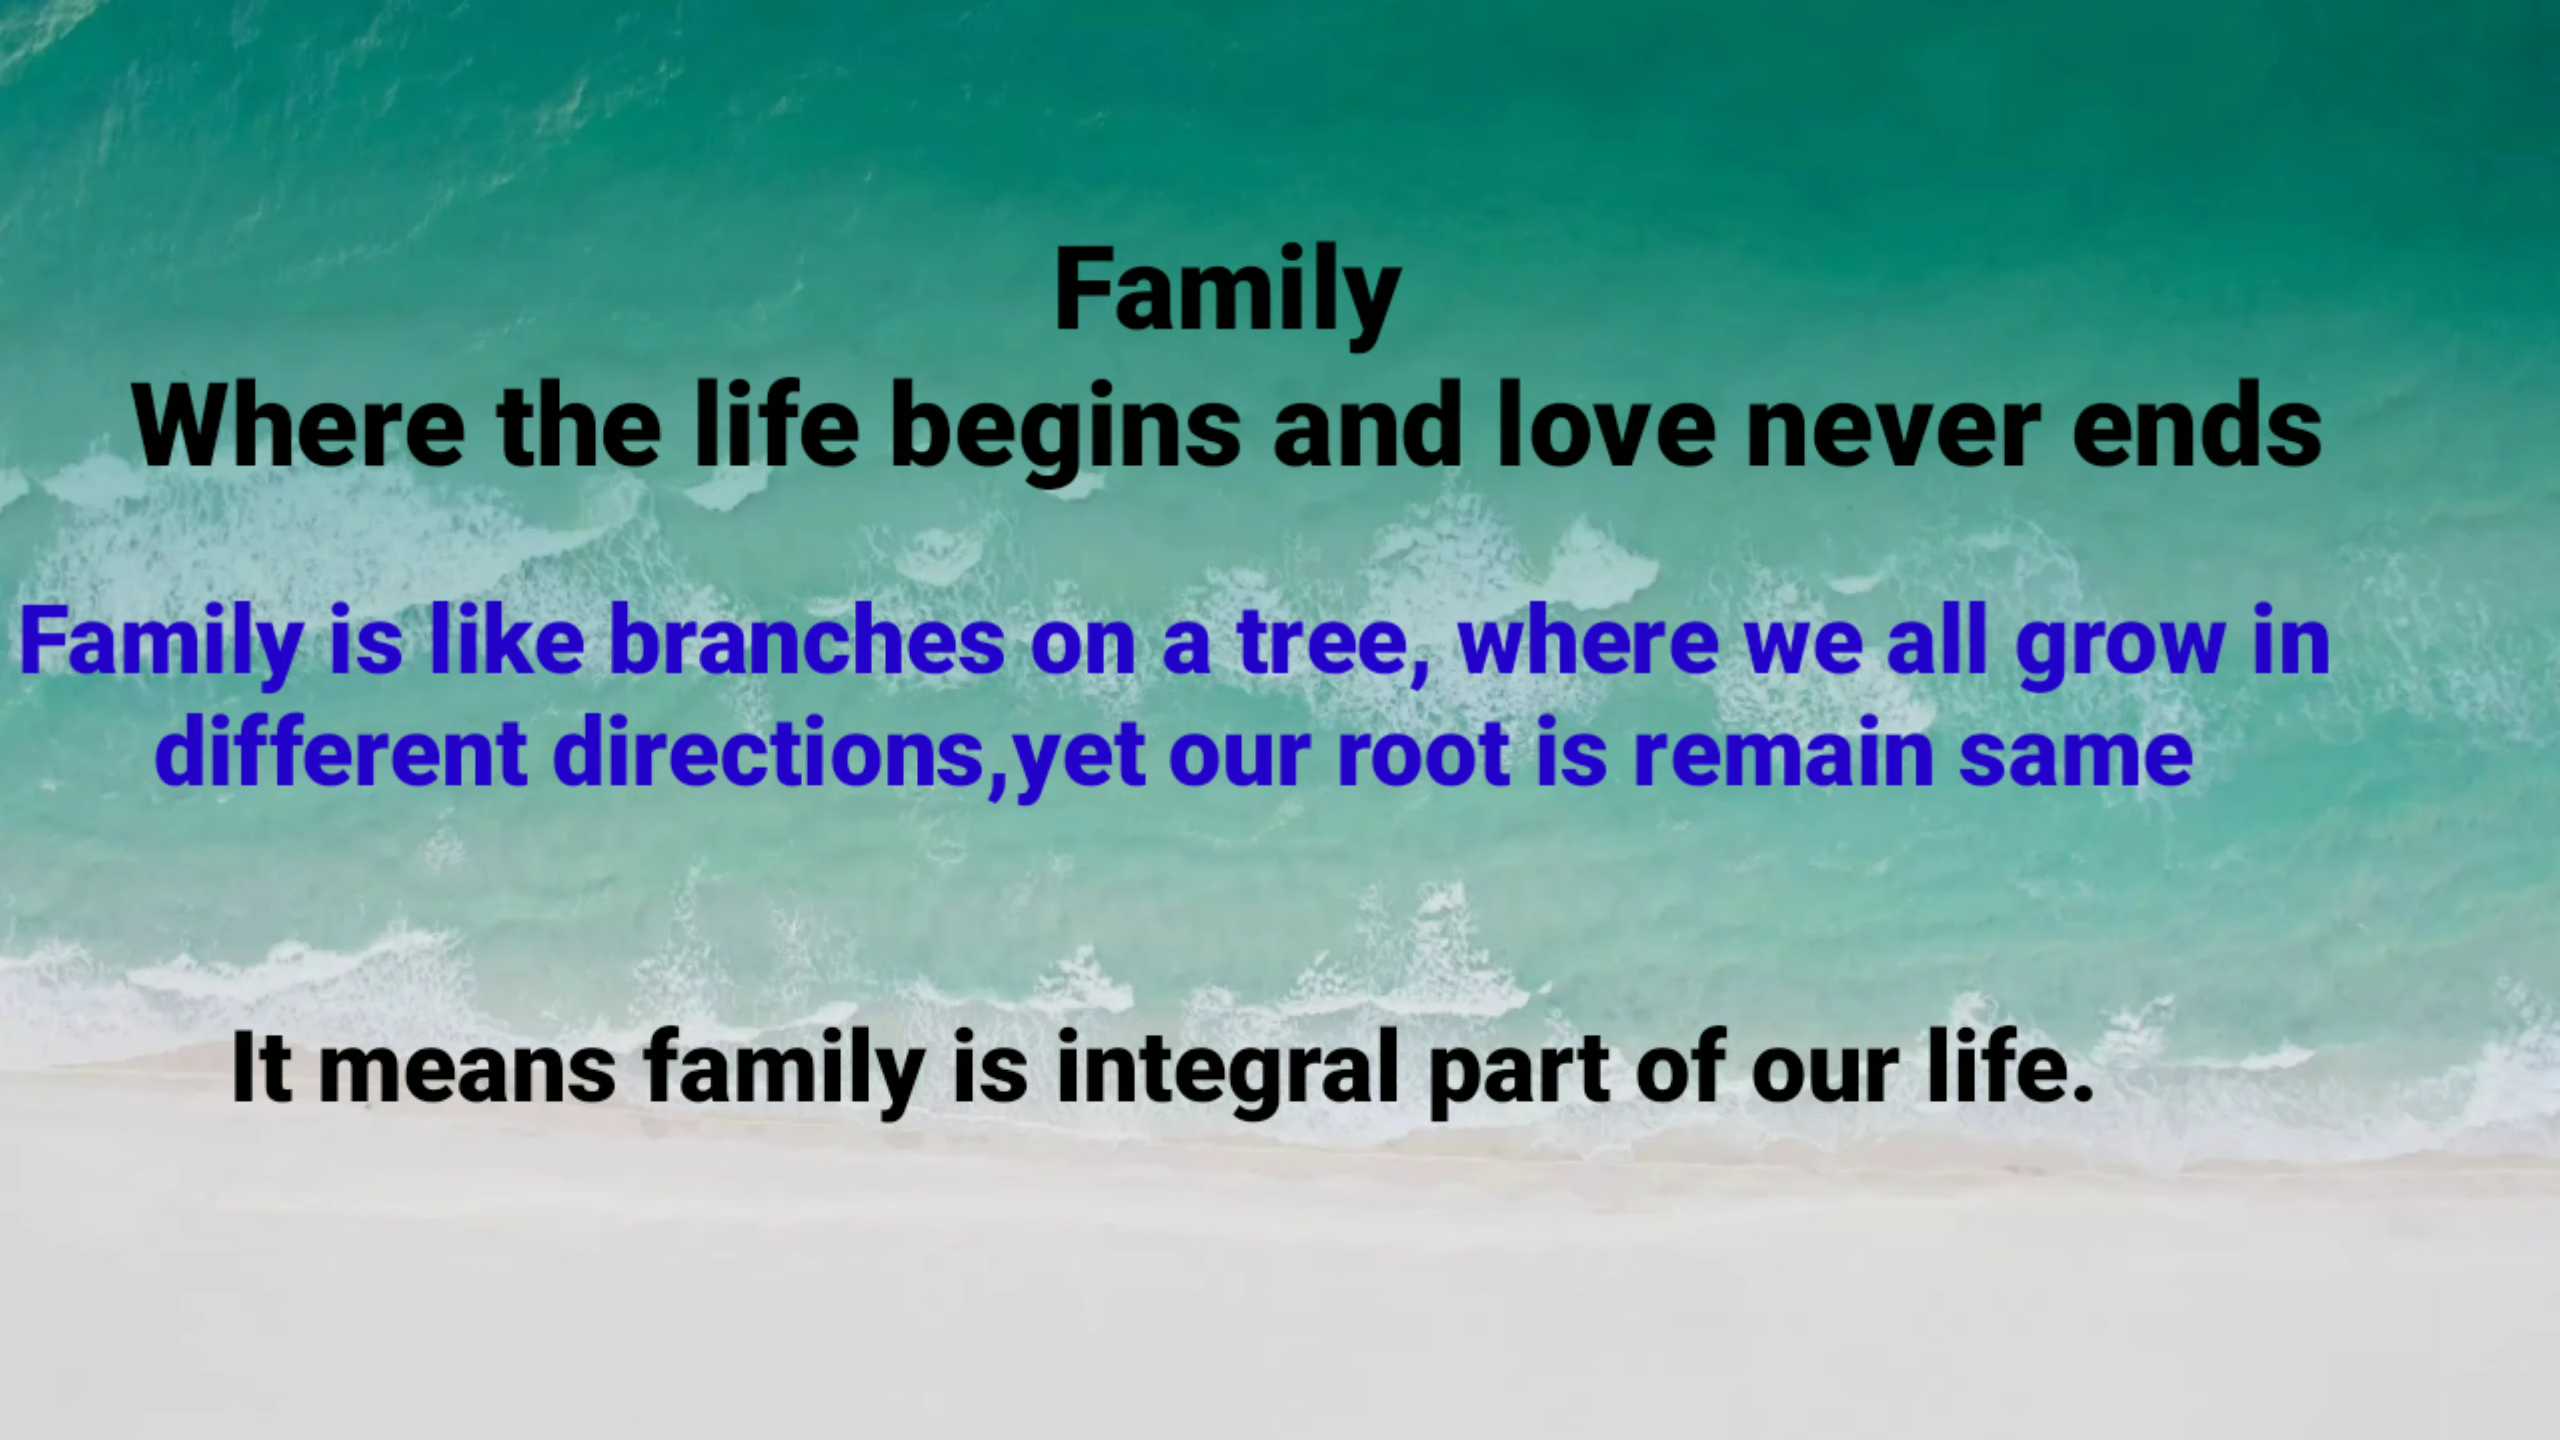 Family
Where the life begins and love never ends
Family is like branches on a tree, where we all grow in
different directions,yet our root is remain same
It means family is integral part of our life.